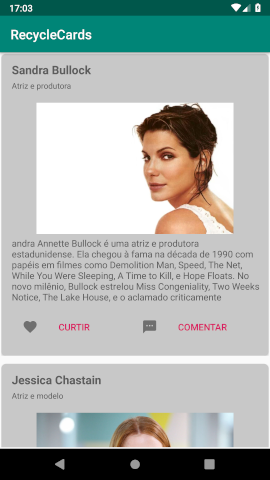 17:03
RecycleCards
Sandra Bullock
Atriz e produtora
andra Annette Bullock é uma atriz e produtora
estadunidense. Ela chegou à fama na década de 1990 com
papéis em filmes como Demolition Man, Speed, The Net,
While You Were Sleeping, A Time to Kill, e Hope Floats. No
novo milênio, Bullock estrelou Miss Congeniality, Two Weeks
Notice, The Lake House, e o aclamado criticamente
CURTIR COMENTAR
Jessica Chastain
Atriz e modelo